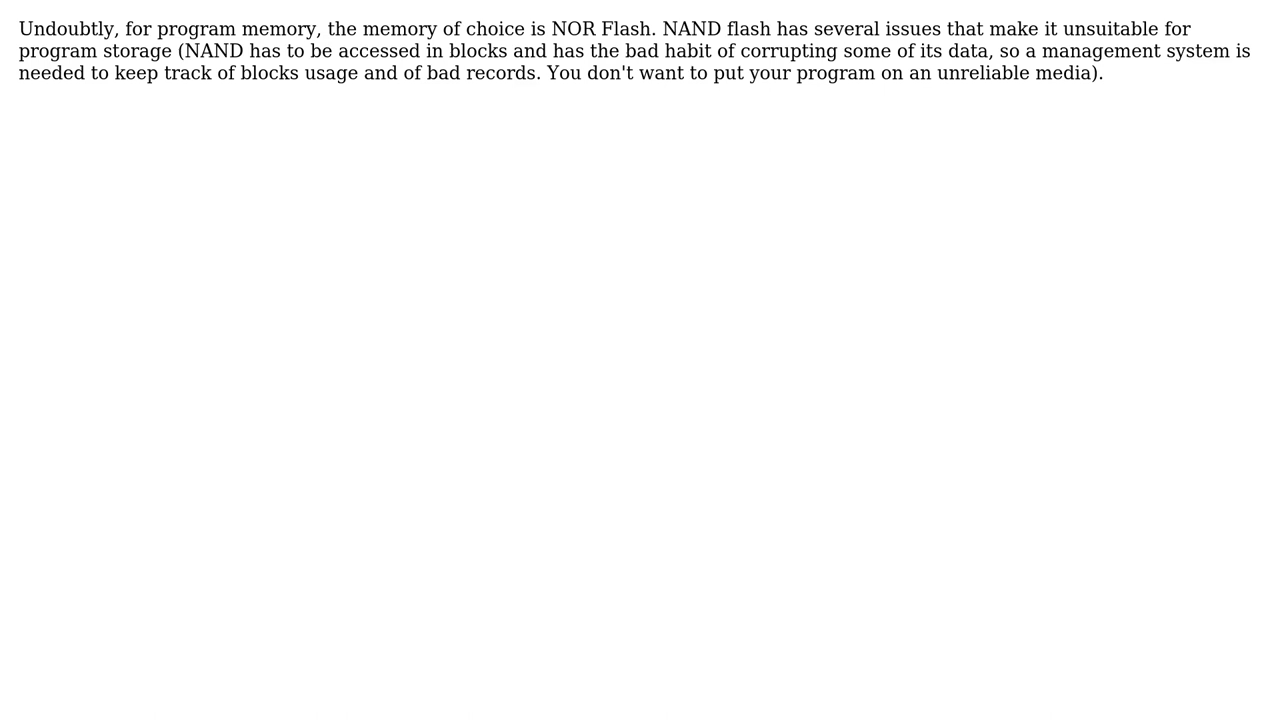 Undoubtly, for program memory, the memory of choice is NOR Flash. NAND flash has several issues that make it unsuitable for
program storage (NAND has to be accessed in blocks and has the bad habit of corrupting some of its data, so a management system is
needed to keep track of blocks usage and of bad records. You don't want to put your program on an unreliable media).